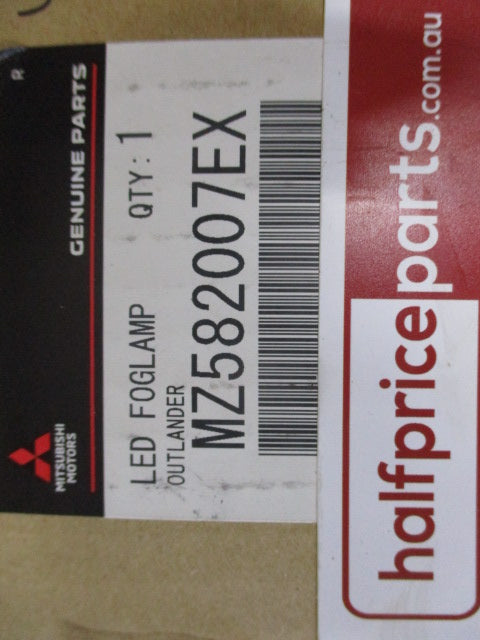 R
GENUINE PARTS
MITSUBISHI
MOTORS
LED FOGLAMP QTY: 1
OUTLANDER
MZ582007EX
halfpriceparts.com.au